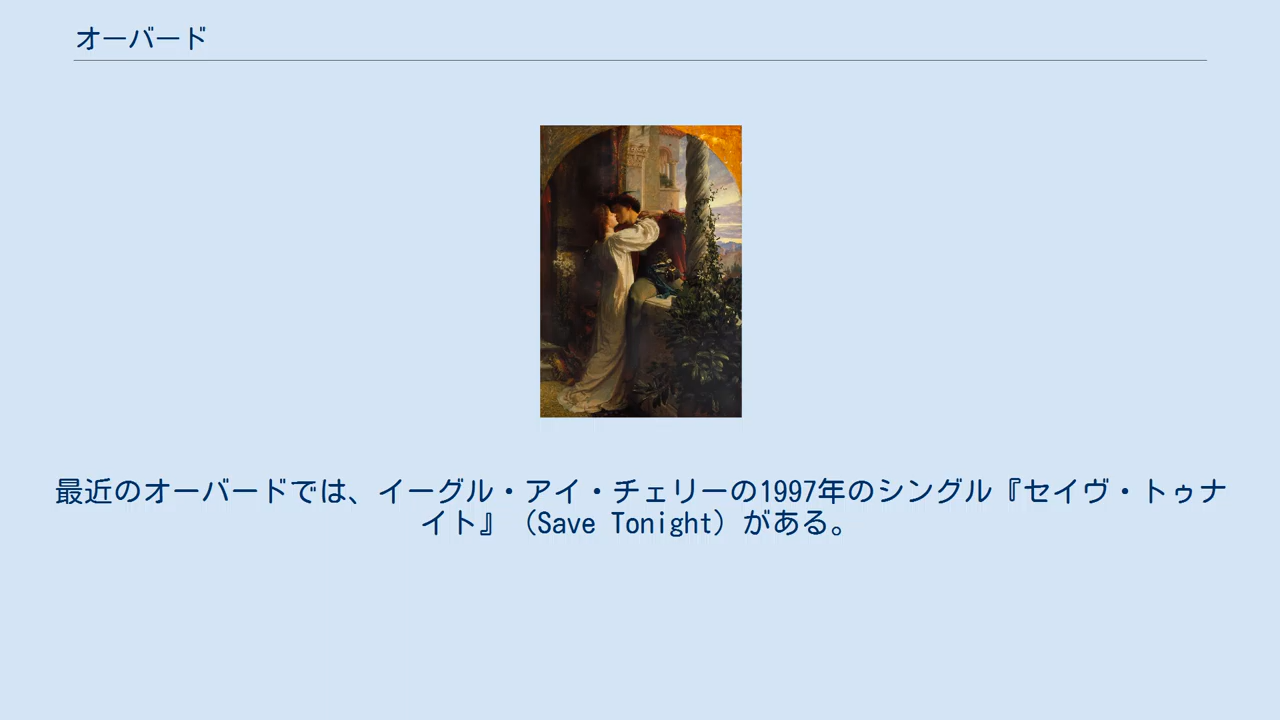 オーバード
最近のオーバードでは、イーグル・アイ・チェリーの1997年のシングル『セイヴ・トゥナ
イト』（Save Tonight）がある。